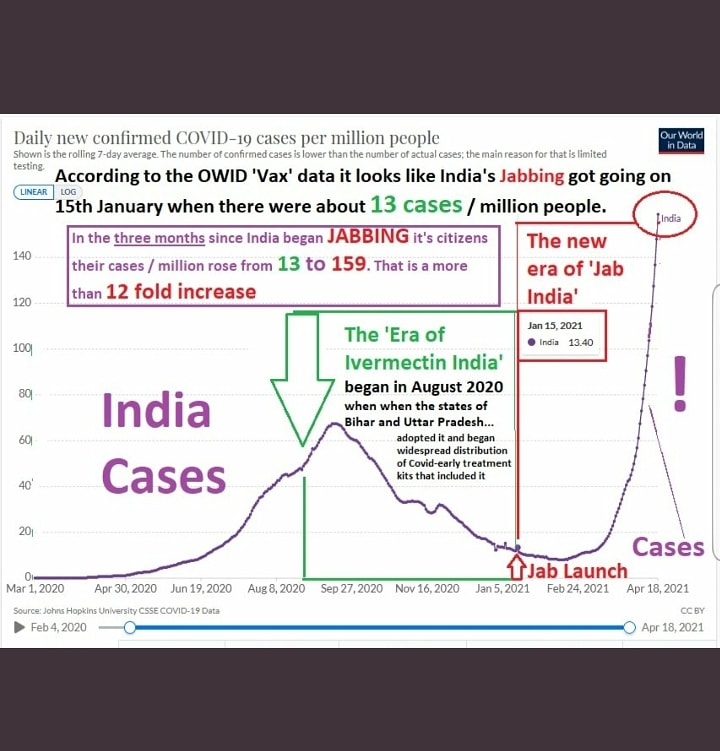 Daily new confirmed COVID-19 cases per million people
Our World
in Data
Shown is the rolling 7-day average. The number of confirmed cases is lower than the number of actual cases; the main reason for that is limited
testing.
According to the OWID 'Vax' data it looks like India's Jabbing got going on
LINEAR LOG
15th January when there were about 13 cases / million people.
India
In the three months since India began JABBING it's citizens
their cases / million rose from 13 to 159. That is a more
than 12 fold increase
The new
era of 'Jab
India'
Jan 15, 2021
India 13.40
The 'Era of
Ivermectin India'
began in August 2020
when when the states of
Bihar and Uttar Pradesh...
adopted it and began
widespread distribution
of Covid-early treatment
kits that included it
India
Cases
!
Cases
Jab Launch
140
120
100
80
60
40
20
0
Mar 1, 2020
Apr 30, 2020
Jun 19, 2020
Aug 8, 2020
Sep 27, 2020
Nov 16, 2020
Jan 5, 2021
Feb 24, 2021
Apr 18, 2021
Source: Johns Hopkins University CSSE COVID-19 Data
CC BY
Feb 4, 2020
Apr 18, 2021